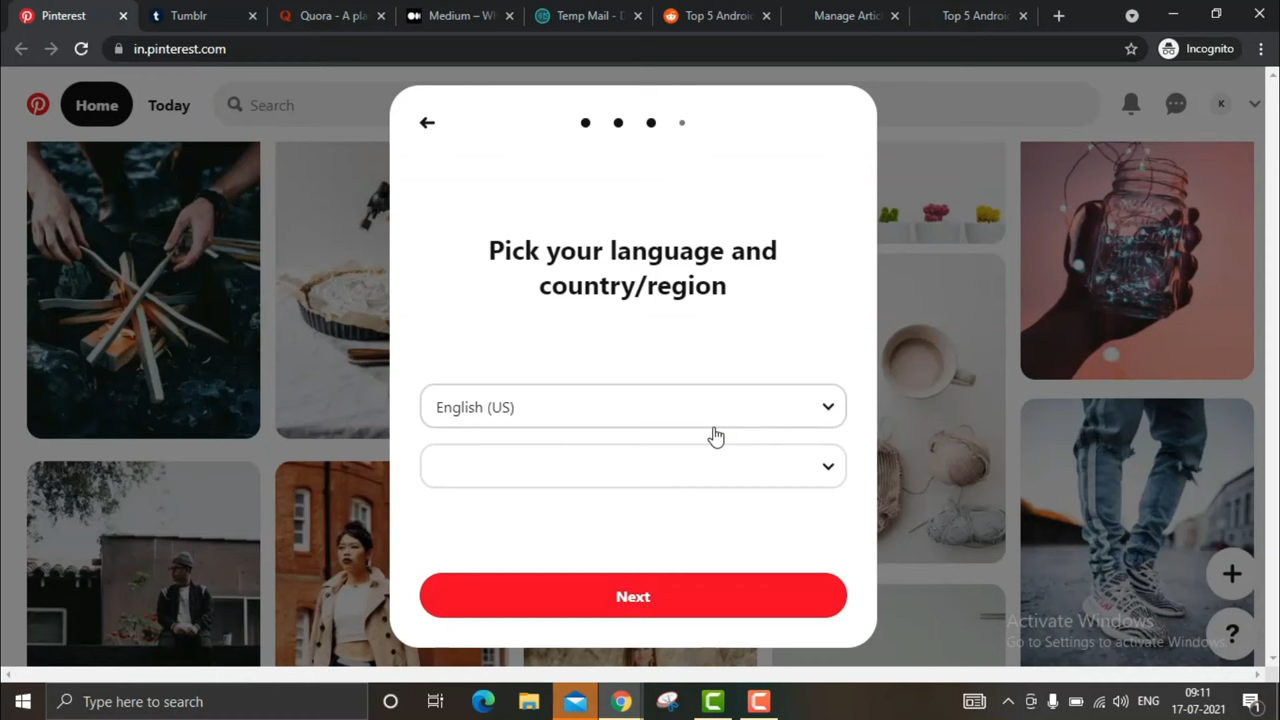 Pinterest
Tumblr
Quora - A pla
Medium – Wh
Temp Mail - D
Top 5 Androi
Manage Artic
Top 5 Androi
in.pinterest.com
Incognito
Home
Today
Search
K
Pick your language and
country/region
English (US)
Next
Activate Windows
Go to Settings to activate Windows.
?
Type here to search
ENG
09:11
17-07-2021
1